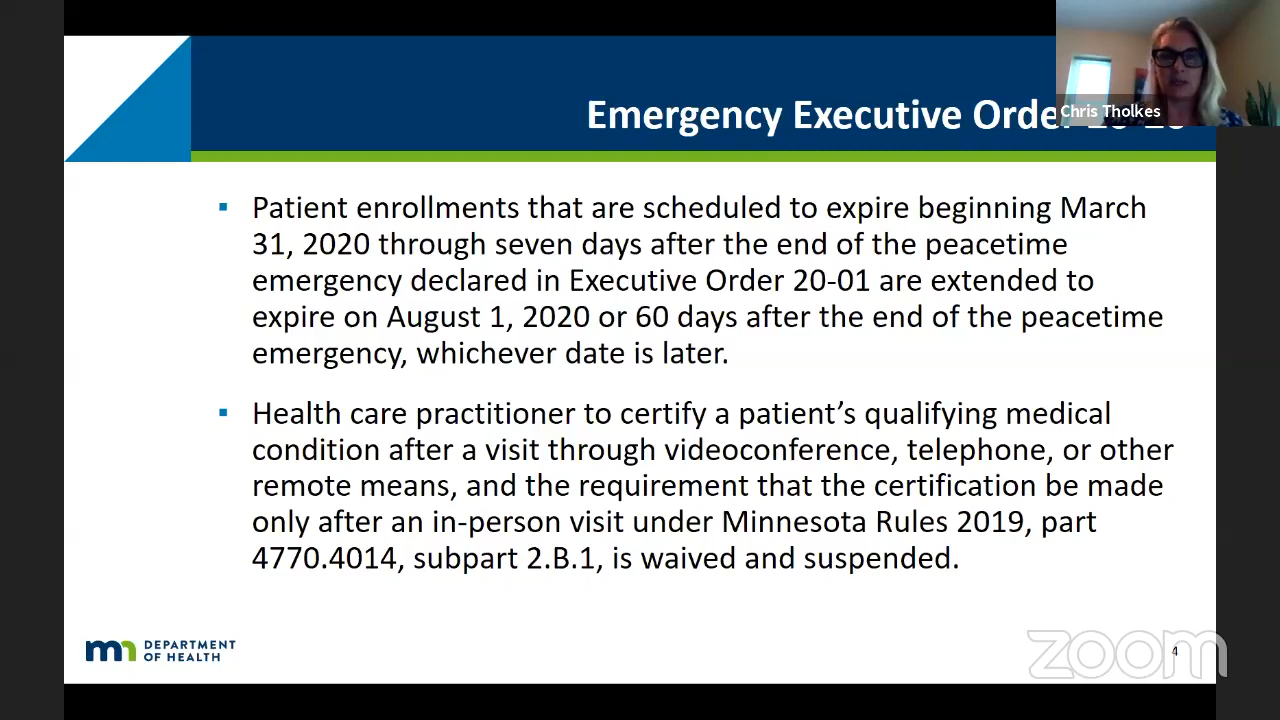 Chris Tholkes
Emergency Executive Order
Patient enrollments that are scheduled to expire beginning March
31, 2020 through seven days after the end of the peacetime
emergency declared in Executive Order 20-01 are extended to
expire on August 1, 2020 or 60 days after the end of the peacetime
emergency, whichever date is later.
Health care practitioner to certify a patient’s qualifying medical
condition after a visit through videoconference, telephone, or other
remote means, and the requirement that the certification be made
only after an in-person visit under Minnesota Rules 2019, part
4770.4014, subpart 2.B.1, is waived and suspended.
mn DEPARTMENT
OF HEALTH
zoom
4